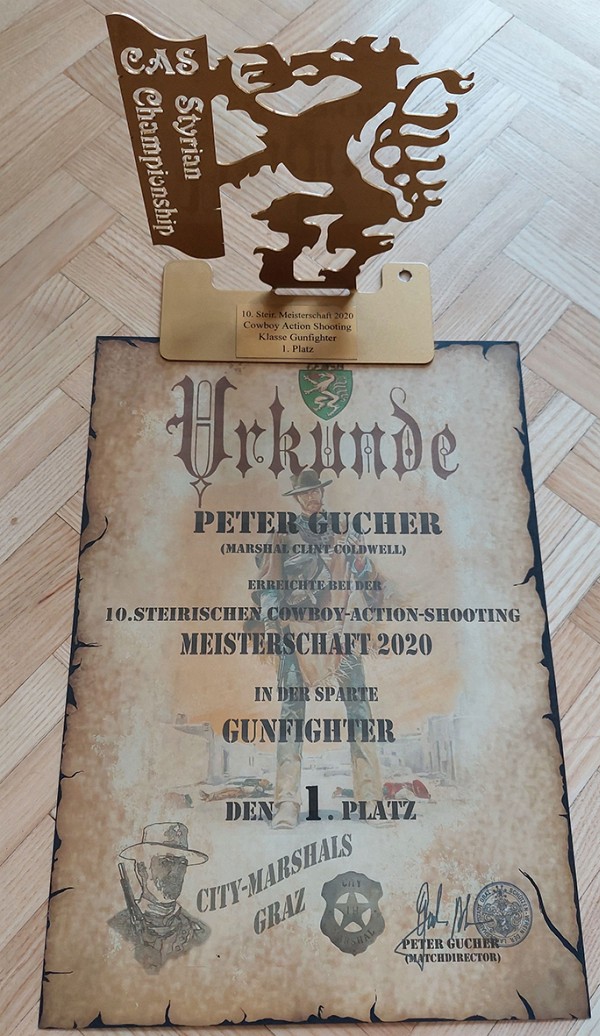 CAS
Styrian
Championship
10. Steir. Meisterschaft 2020
Cowboy Action Shooting
Klasse Gunfighter
1. Platz
Urkunde
PETER GUCHER
(MARSHAL CLINT COLDWELL)
ERREICHTE BEI DER
10.STEIRISCHEN COWBOY-ACTION-SHOOTING
MEISTERSCHAFT 2020
IN DER SPARTE
GUNFIGHTER
DEN 1. PLATZ
CITY-MARSHALS
GRAZ
CITY
MARSHAL
PETER GUCHER
(MATCHDIRECTOR)